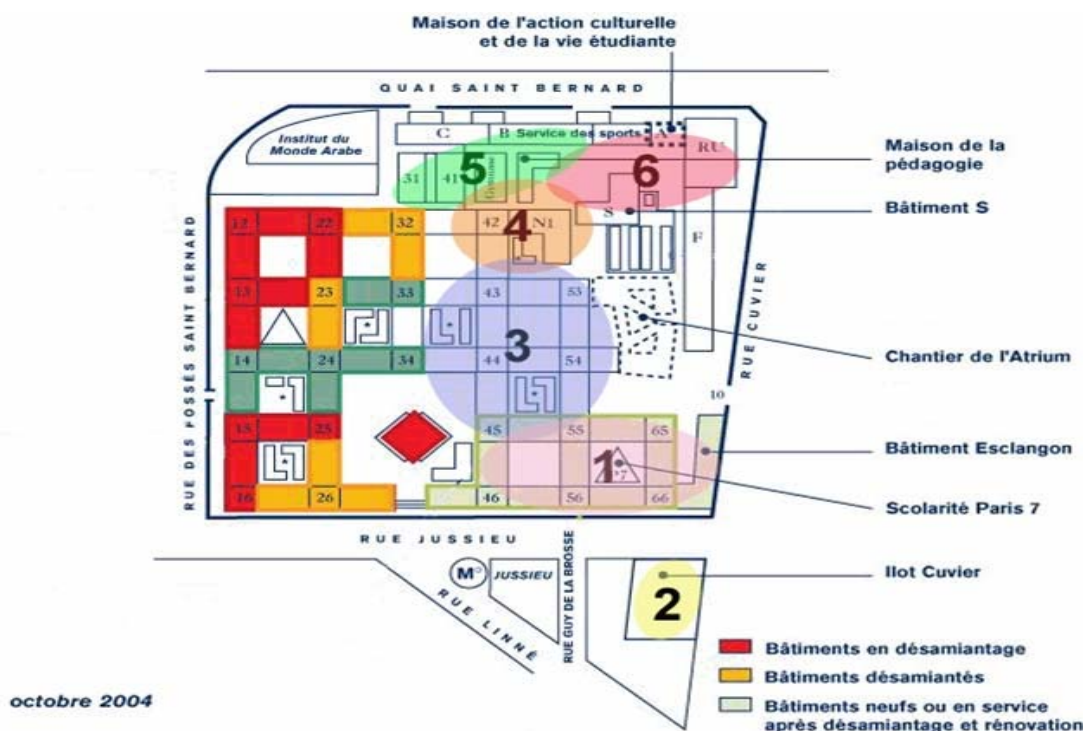 Maison de l'action culturelle
et de la vie étudiante
QUAI SAINT BERNARD
Institut du
Monde Arabe
C
B
Service des sports
A
RU
Maison de la
pédagogie
31
41
Gymnase
5
6
S
Bâtiment S
12
22
32
42
4
N1
F
RUE DES FOSSÉS SAINT BERNARD
RUE CUVIER
13
23
33
43
53
3
14
24
34
44
54
Chantier de l'Atrium
10
15
25
45
55
65
Bâtiment Esclangon
1
P7
16
26
46
56
66
Scolarité Paris 7
RUE JUSSIEU
M°
JUSSIEU
RUE LINNÉ
RUE GUY DE LA BROSSE
Ilot Cuvier
2
Bâtiments en désamiantage
Bâtiments désamiantés
Bâtiments neufs ou en service
après désamiantage et rénovation
octobre 2004